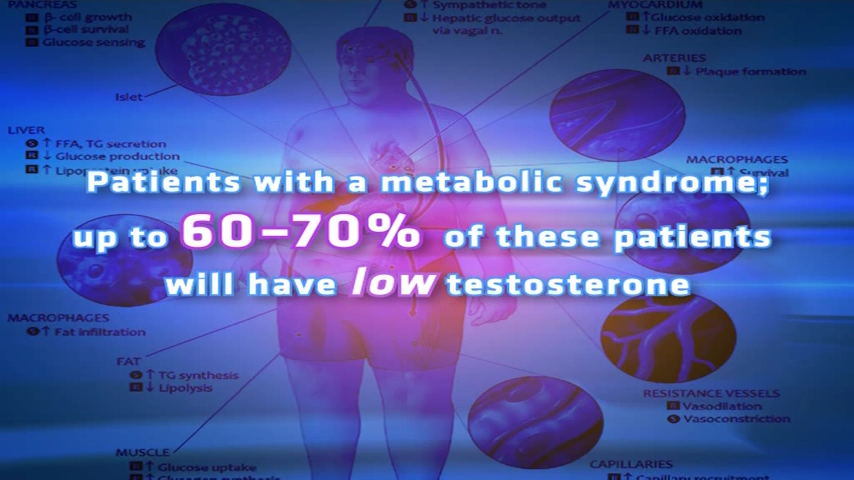 PANCREAS
R β- cell growth
R β-cell survival
R Glucose sensing
Islet
LIVER
S ↑ FFA, TG secretion
R ↓ Glucose production
R ↑ uptake
MACROPHAGES
S ↑ Fat infiltration
FAT
S ↑ TG synthesis
R ↓ Lipolysis
MUSCLE
R ↑ Glucose uptake
S ↑ Sympathetic tone
R ↓ Hepatic glucose output
via vagal n.
MYOCARDIUM
R ↑ Glucose oxidation
R ↓ FFA oxidation
ARTERIES
R ↓ Plaque formation
MACROPHAGES
R ↑ Survival
RESISTANCE VESSELS
R Vasodilation
S Vasoconstriction
CAPILLARIES
R ↑ Capillary recruitment
Patients with a metabolic syndrome;
up to 60–70% of these patients
will have low testosterone